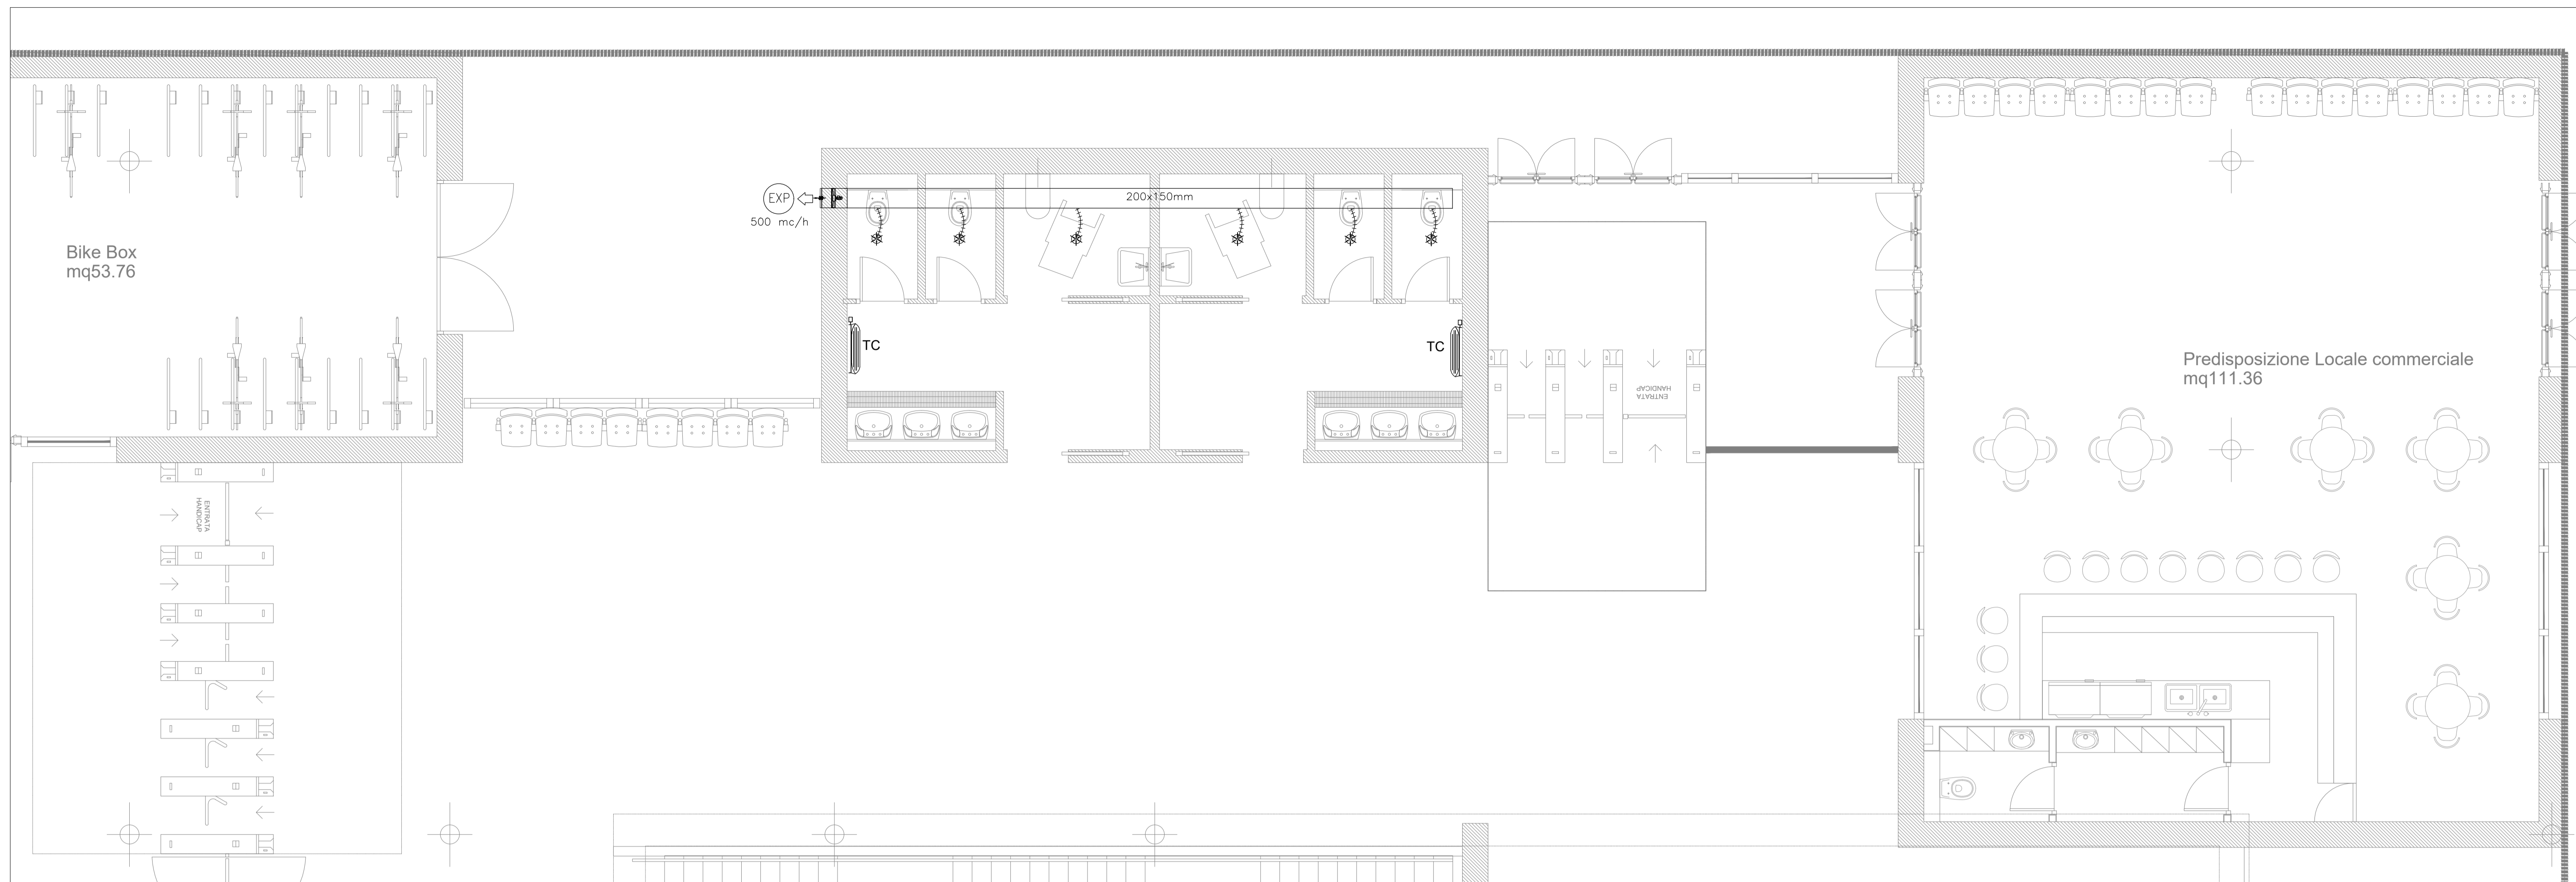 200x150mm
EXP
500 mc/h
Bike Box
mq53.76
TC
TC
Predisposizione Locale commerciale
mq111.36
ENTRATA
HANDICAP
ENTRATA
HANDICAP